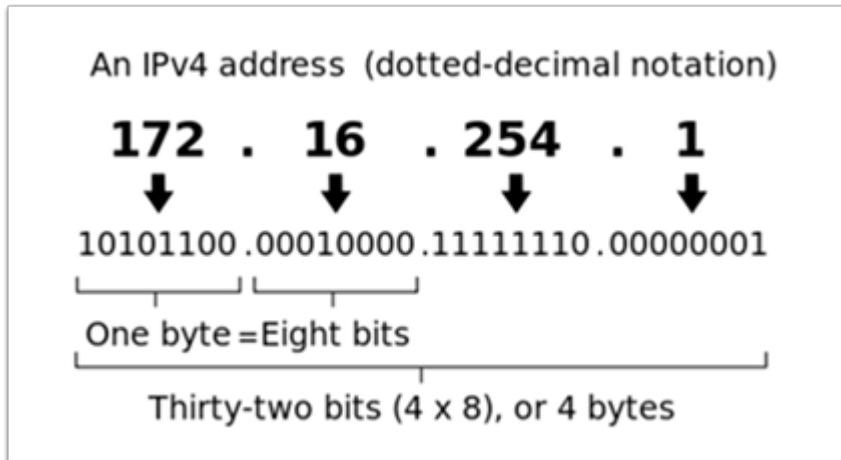 An IPv4 address (dotted-decimal notation)
172 . 16 . 254 . 1
10101100.00010000.11111110.00000001
One byte=Eight bits
Thirty-two bits (4 x 8), or 4 bytes